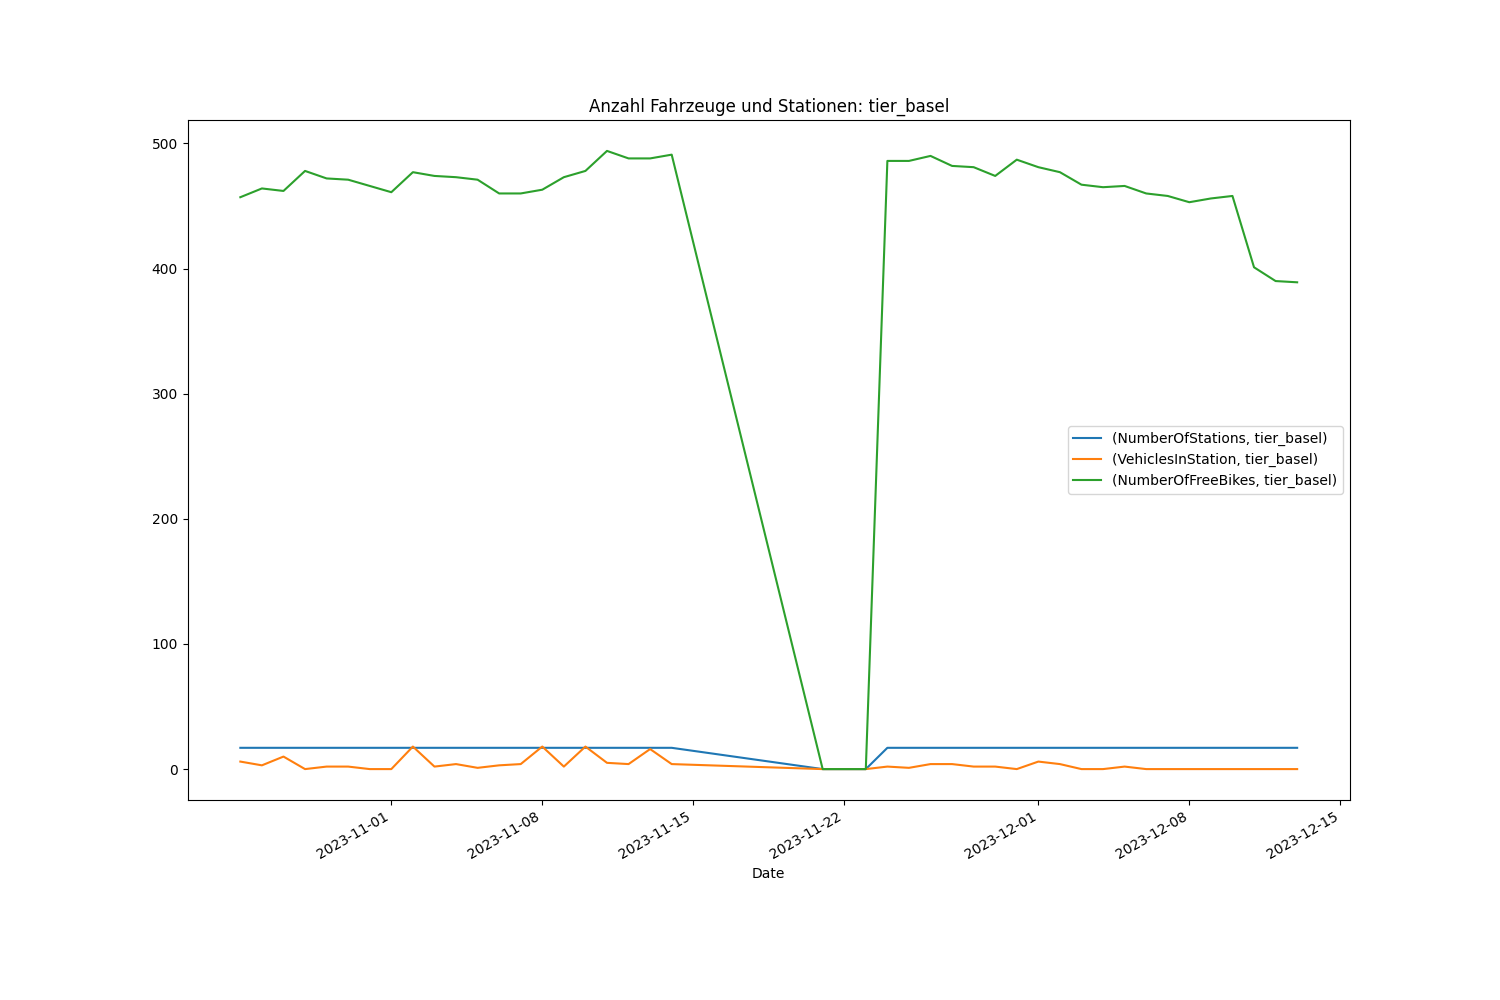 Anzahl Fahrzeuge und Stationen: tier_basel
500
400
300
200
100
0
(NumberOfStations, tier_basel)
(VehiclesInStation, tier_basel)
(NumberOfFreeBikes, tier_basel)
2023-11-01
2023-11-08
2023-11-15
2023-11-22
2023-12-01
2023-12-08
2023-12-15
Date